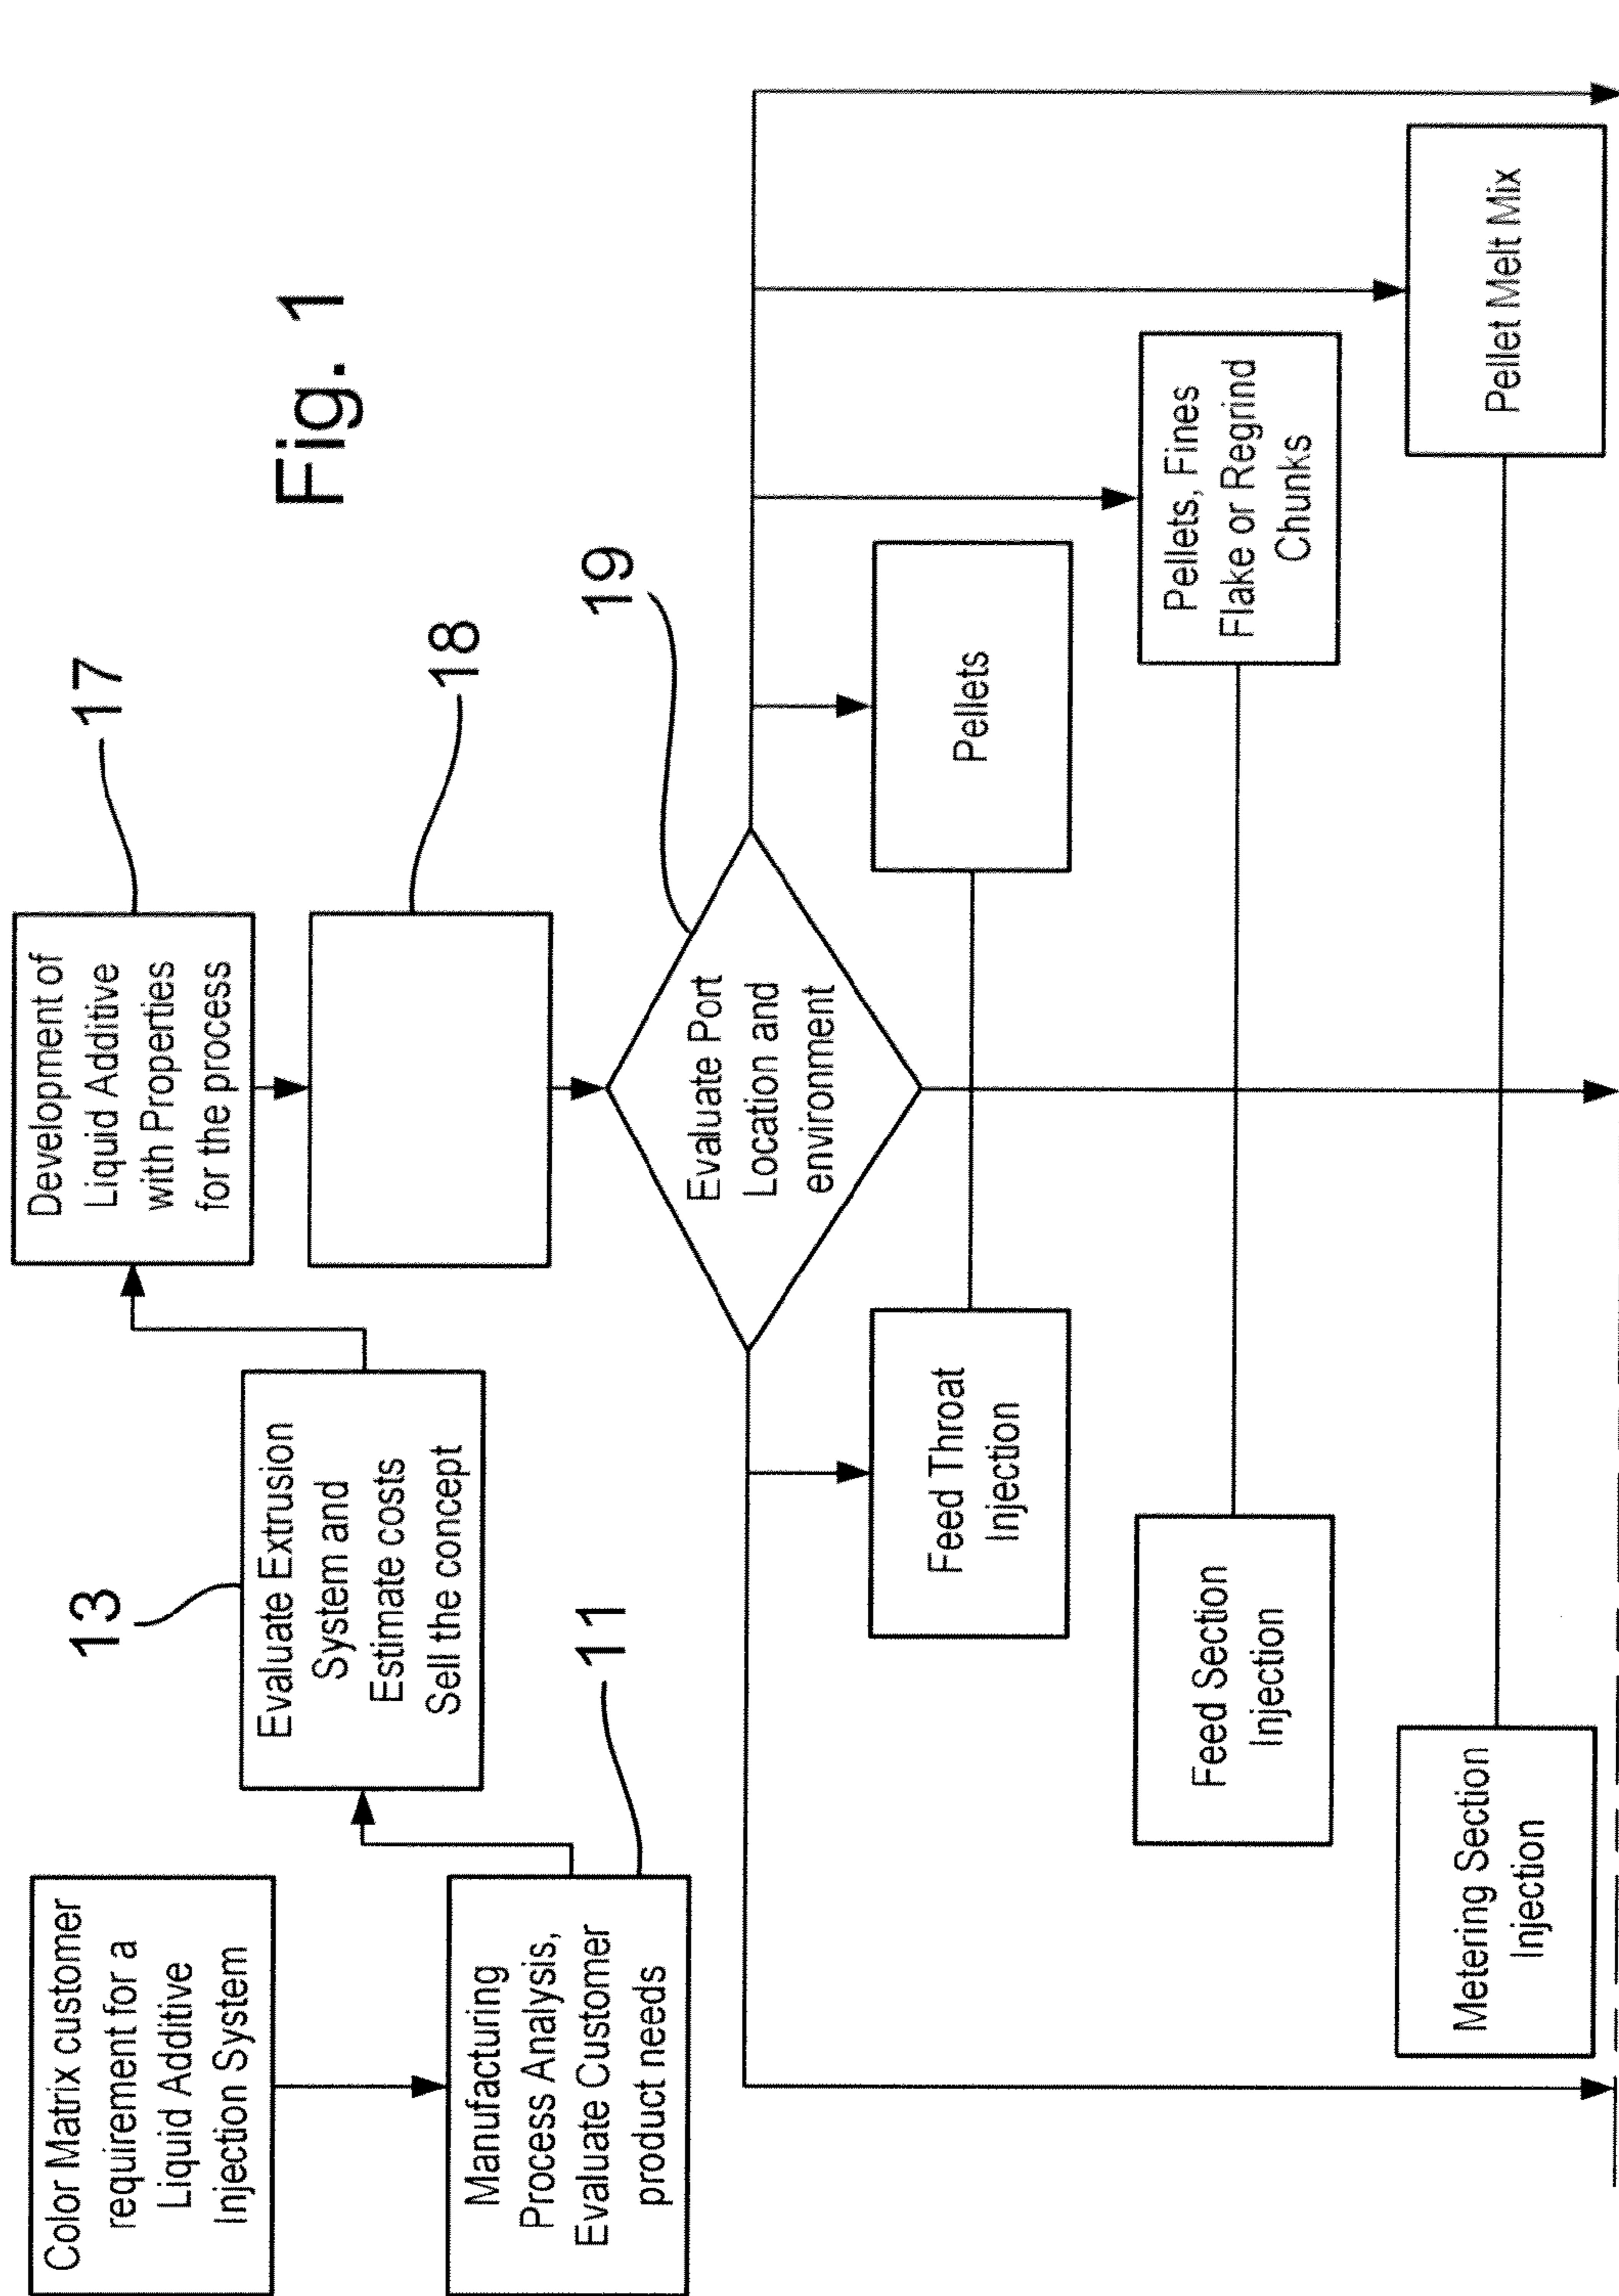 Fig. 1
Color Matrix customer
requirement for a
Liquid Additive
Injection System
Manufacturing
Process Analysis,
Evaluate Customer
product needs
11
13
Evaluate Extrusion
System and
Estimate costs
Sell the concept
Development of
Liquid Additive
with Properties
for the process
17
18
19
Evaluate Port
Location and
environment
Feed Throat
Injection
Pellets
Feed Section
Injection
Pellets, Fines
Flake or Regrind
Chunks
Metering Section
Injection
Pellet Melt Mix